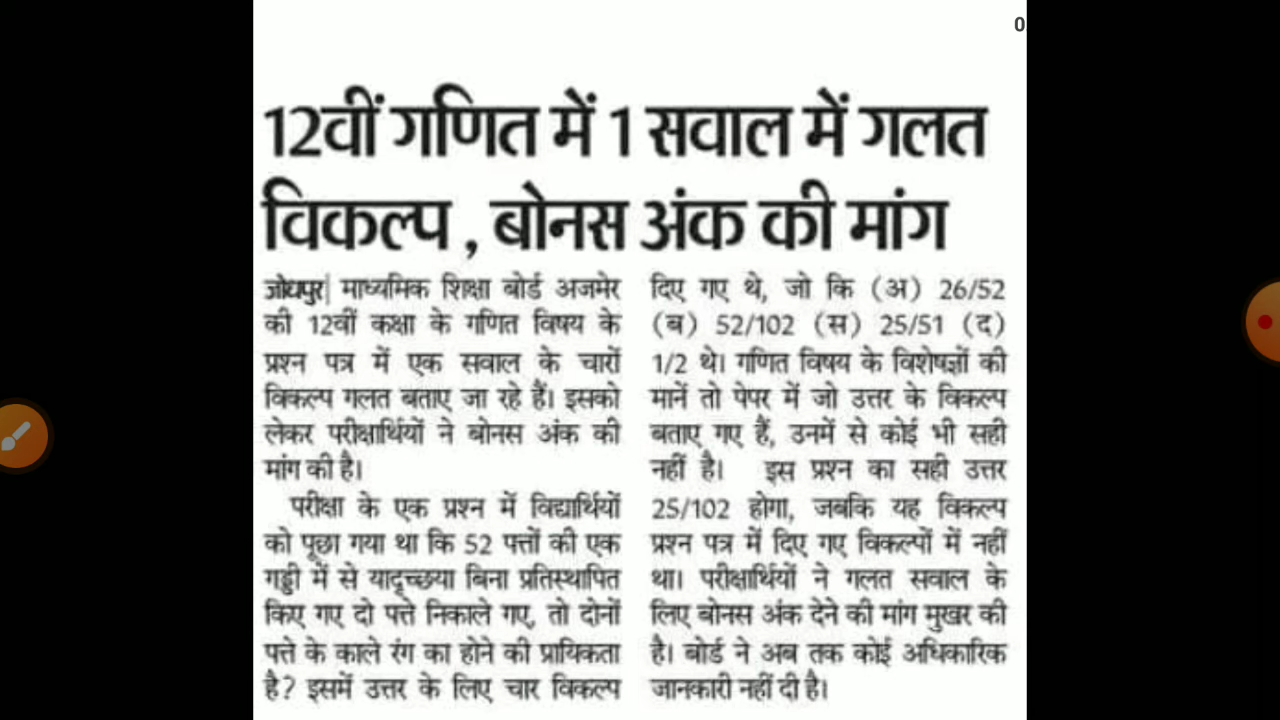 0
12वीं गणित में 1 सवाल में गलत
विकल्प , बोनस अंक की मांग
जोधपुर| माध्यमिक शिक्षा बोर्ड अजमेर
की 12वीं कक्षा के गणित विषय के
प्रश्न पत्र में एक सवाल के चारों
विकल्प गलत बताए जा रहे हैं। इसको
लेकर परीक्षार्थियों ने बोनस अंक की
मांग की है।
परीक्षा के एक प्रश्न में विद्यार्थियों
को पूछा गया था कि 52 पत्तों की एक
गड्डी में से यादृच्छया बिना प्रतिस्थापित
किए गए दो पत्ते निकाले गए, तो दोनों
पत्ते के काले रंग का होने की प्रायिकता
है? इसमें उत्तर के लिए चार विकल्प
दिए गए थे, जो कि (अ) 26/52
(ब) 52/102 (स) 25/51 (द)
1/2 थे। गणित विषय के विशेषज्ञों की
मानें तो पेपर में जो उत्तर के विकल्प
बताए गए हैं, उनमें से कोई भी सही
नहीं है। इस प्रश्न का सही उत्तर
25/102 होगा, जबकि यह विकल्प
प्रश्न पत्र में दिए गए विकल्पों में नहीं
था। परीक्षार्थियों ने गलत सवाल के
लिए बोनस अंक देने की मांग मुखर की
है। बोर्ड ने अब तक कोई अधिकारिक
जानकारी नहीं दी है।